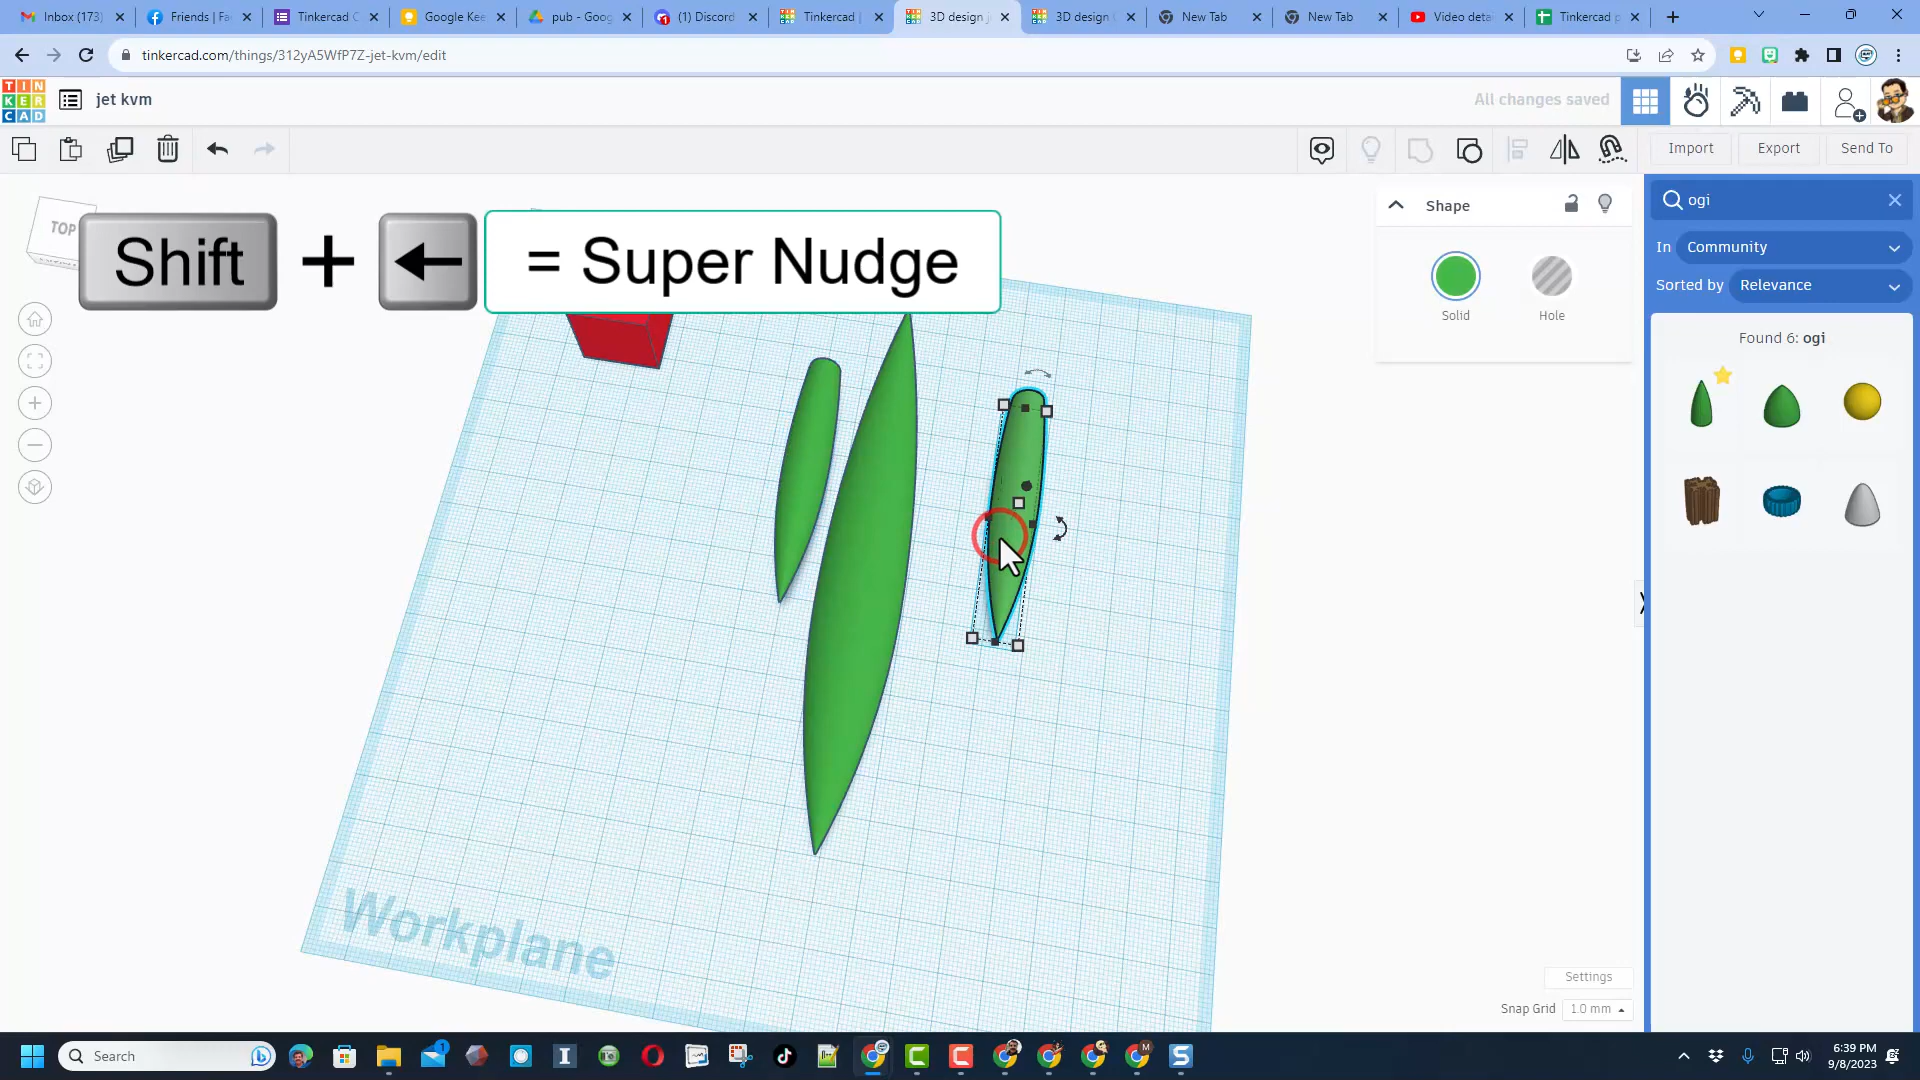 Inbox (173)
Friends | Fa
Tinkercad C
Google Kee
pub - Goog
(1) Discord
Tinkercad |
3D design j
3D design U
New Tab
New Tab
Video detai
Tinkercad p
tinkercad.com/things/312yA5WfP7Z-jet-kvm/edit
TIN
KER
CAD
jet kvm
All changes saved
Import
Export
Send To
TOP
Shift + = Super Nudge
Shape
Solid
Hole
ogi
In Community
Sorted by Relevance
Found 6: ogi
Workplane
Settings
Snap Grid 1.0 mm
Search
6:39 PM
9/8/2023